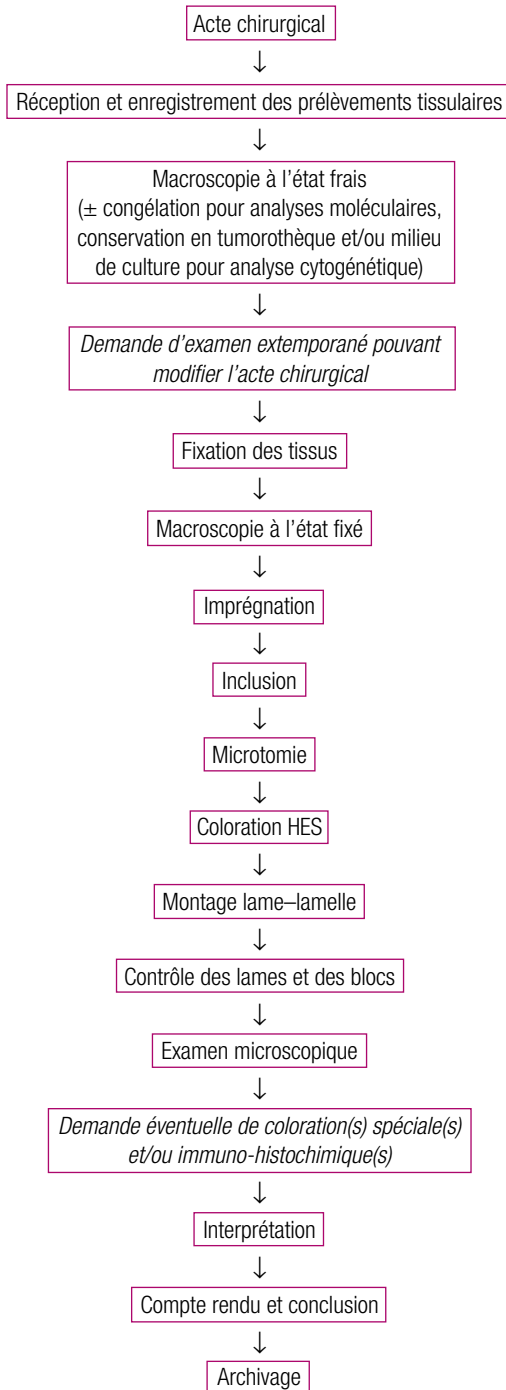 Acte chirurgical
↓
Réception et enregistrement des prélèvements tissulaires
↓
Macroscopie à l'état frais
(± congélation pour analyses moléculaires,
conservation en tumorothèque et/ou milieu
de culture pour analyse cytogénétique)
↓
Demande d'examen extemporané pouvant
modifier l'acte chirurgical
↓
Fixation des tissus
↓
Macroscopie à l'état fixé
↓
Imprégnation
↓
Inclusion
↓
Microtomie
↓
Coloration HES
↓
Montage lame–lamelle
↓
Contrôle des lames et des blocs
↓
Examen microscopique
↓
Demande éventuelle de coloration(s) spéciale(s)
et/ou immuno-histochimique(s)
↓
Interprétation
↓
Compte rendu et conclusion
↓
Archivage